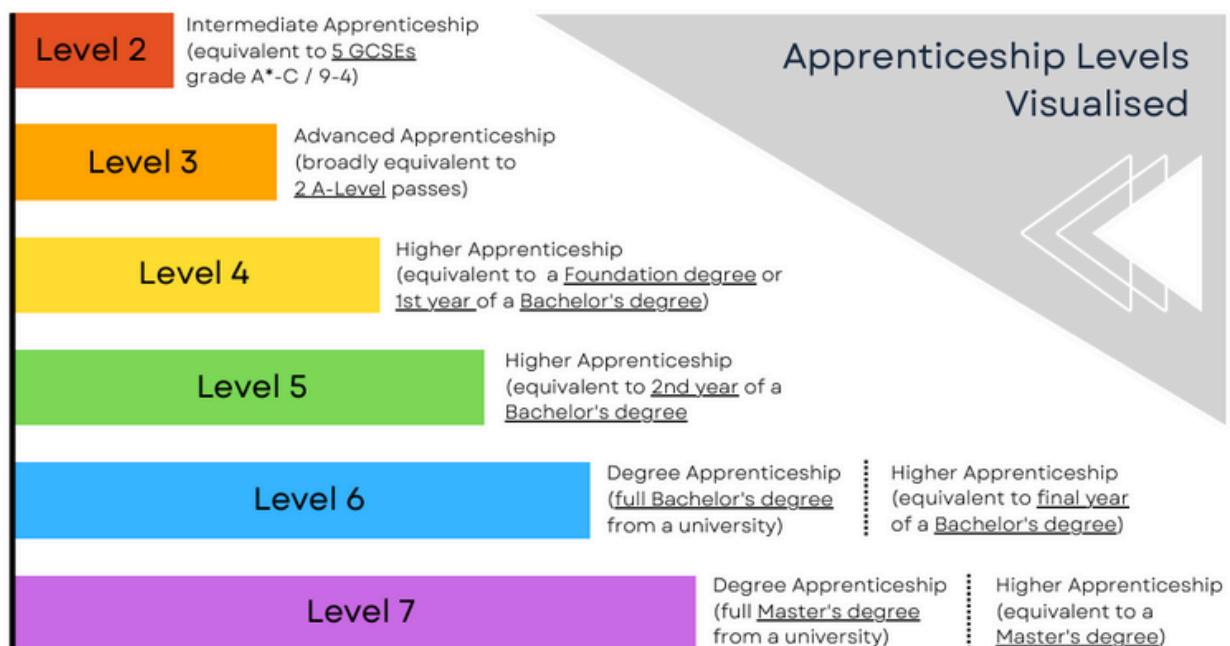 Apprenticeship Levels
Visualised
Level 2
Intermediate Apprenticeship
(equivalent to 5 GCSEs
grade A*-C / 9-4)
Level 3
Advanced Apprenticeship
(broadly equivalent to
2 A-Level passes)
Level 4
Higher Apprenticeship
(equivalent to a Foundation degree or
1st year of a Bachelor's degree)
Level 5
Higher Apprenticeship
(equivalent to 2nd year of a
Bachelor's degree
Level 6
Degree Apprenticeship
(full Bachelor's degree
from a university)
Higher Apprenticeship
(equivalent to final year
of a Bachelor's degree)
Level 7
Degree Apprenticeship
(full Master's degree
from a university)
Higher Apprenticeship
(equivalent to a
Master's degree)